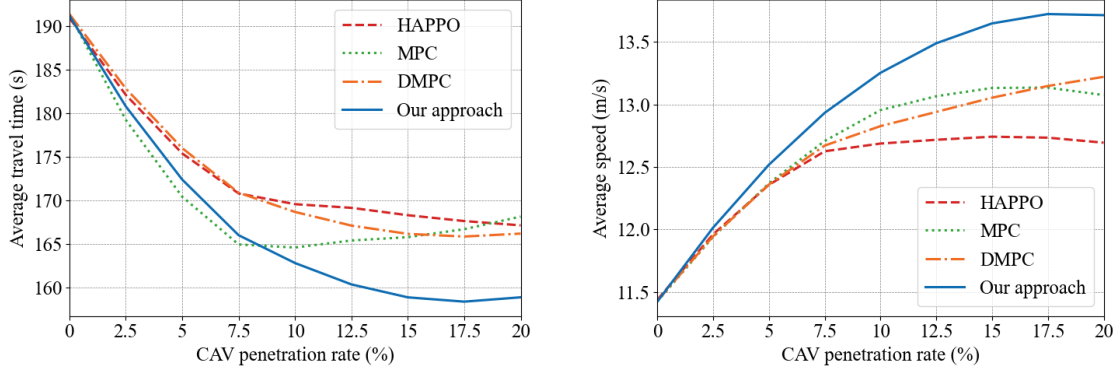 190
185
180
175
170
165
160
Average travel time (s)
HAPPO
MPC
DMPC
Our approach
0 2.5 5 7.5 10 12.5 15 17.5 20
CAV penetration rate (%)
13.5
13.0
12.5
12.0
11.5
Average speed (m/s)
HAPPO
MPC
DMPC
Our approach
0 2.5 5 7.5 10 12.5 15 17.5 20
CAV penetration rate (%)